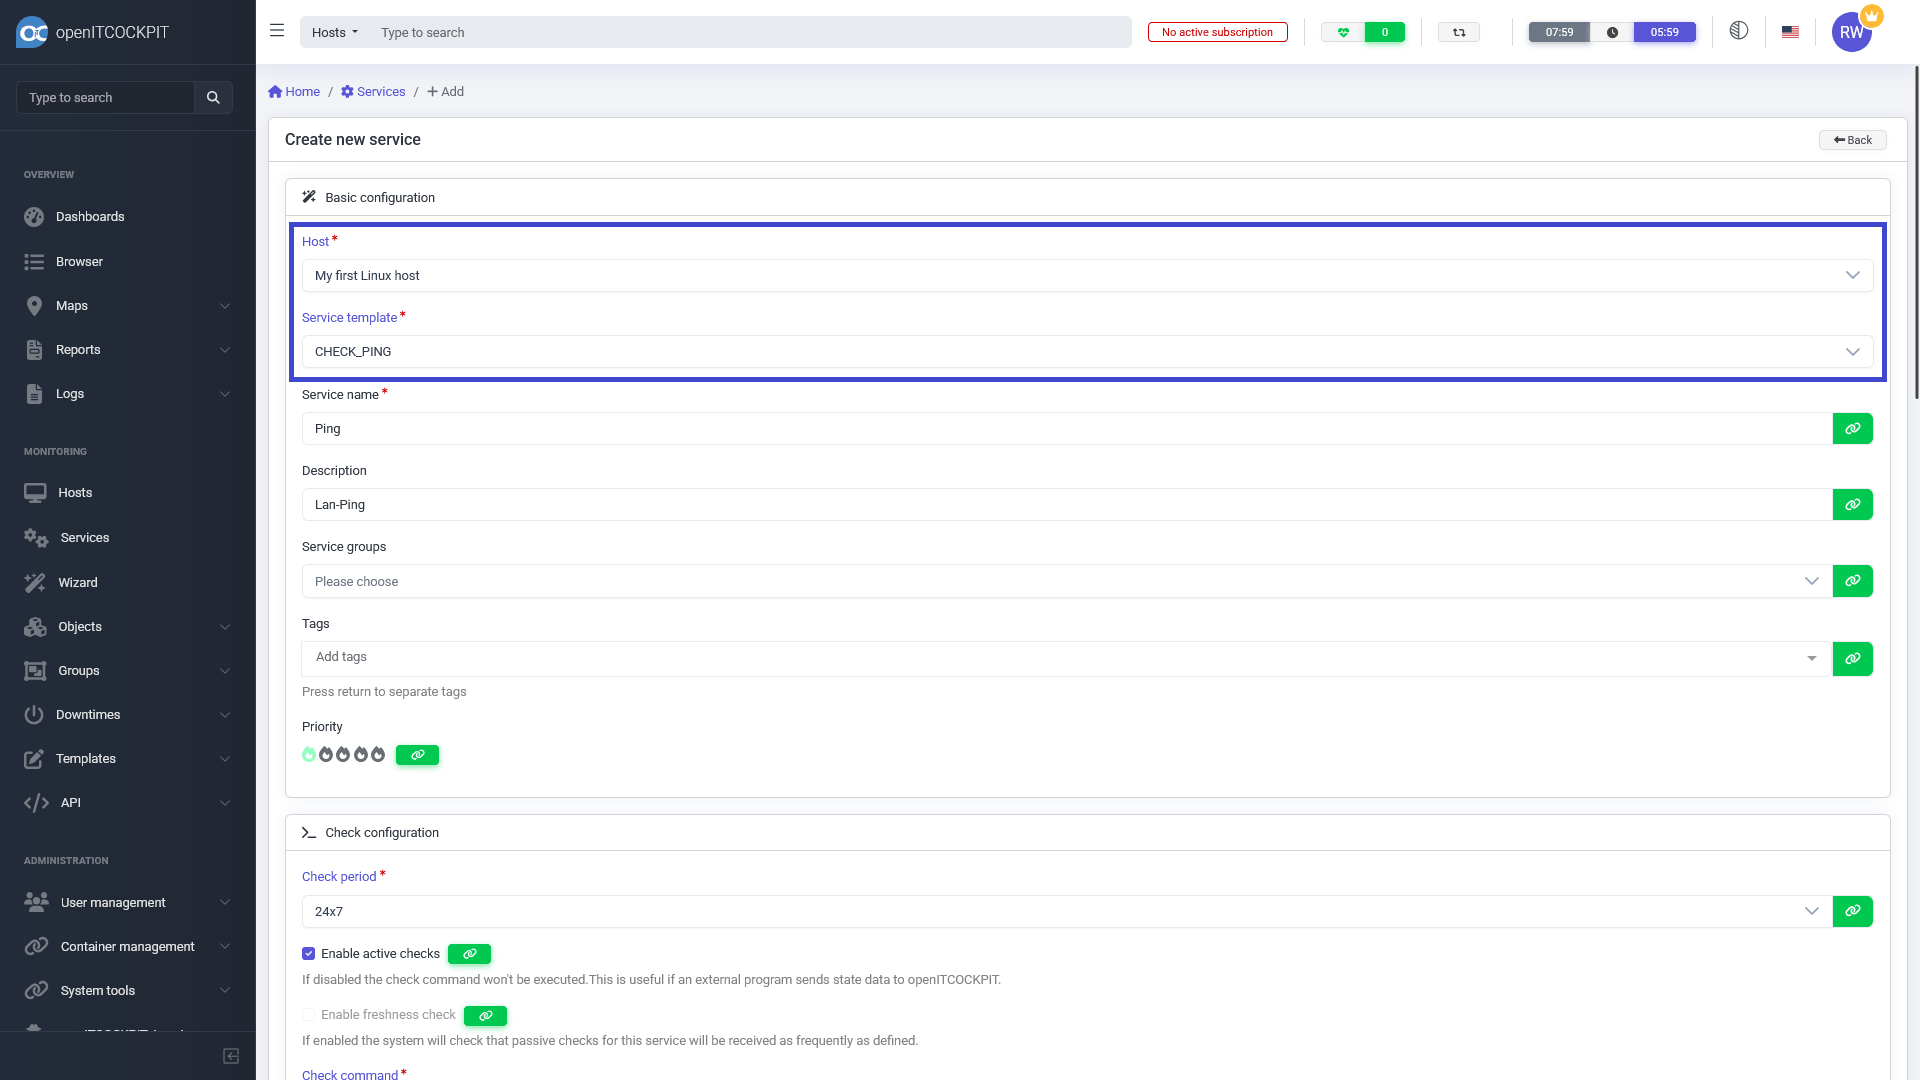 openITCOCKPIT
Hosts
Type to search
No active subscription
0
07:59
05:59
RW
Type to search
Home / Services / Add
Create new service
Back
OVERVIEW
Dashboards
Browser
Maps
Reports
Logs
MONITORING
Hosts
Services
Wizard
Objects
Groups
Downtimes
Templates
API
ADMINISTRATION
User management
Container management
System tools
Basic configuration
Host *
My first Linux host
Service template *
CHECK_PING
Service name *
Ping
Description
Lan-Ping
Service groups
Please choose
Tags
Add tags
Press return to separate tags
Priority
Check configuration
Check period *
24x7
Enable active checks
If disabled the check command won't be executed.This is useful if an external program sends state data to openITCOCKPIT.
Enable freshness check
If enabled the system will check that passive checks for this service will be received as frequently as defined.
Check command *